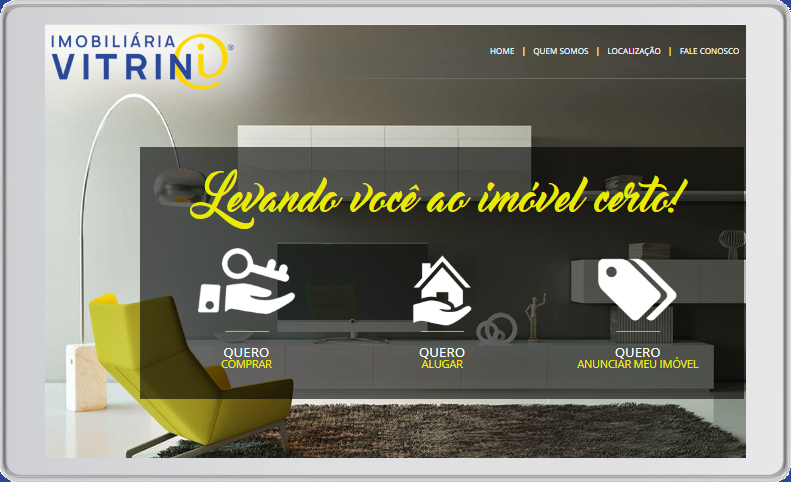 IMOBILIÁRIA
VITRINi®
HOME | QUEM SOMOS | LOCALIZAÇÃO | FALE CONOSCO
Levando você ao imóvel certo!
QUERO
COMPRAR
QUERO
ALUGAR
QUERO
ANUNCIAR MEU IMÓVEL